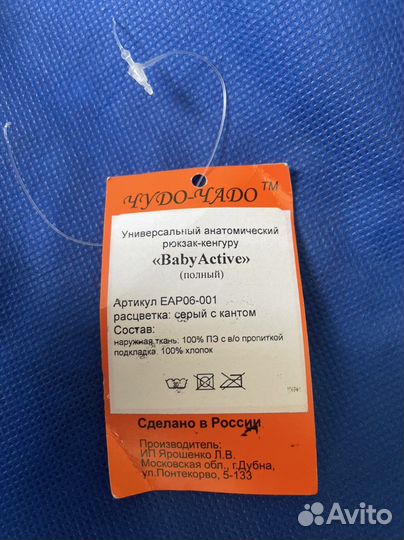 ЧУДО-ЧАДО™
Универсальный анатомический
рюкзак-кенгуру
«BabyActive»
(полный)
Артикул EAP06-001
расцветка: серый с кантом
Состав:
наружная ткань: 100% ПЭ с в/о пропиткой
подкладка: 100% хлопок
Сделано в России
Производитель:
ИП Ярошенко Л.В.
Московская обл., г.Дубна,
ул.Понтекорво, 5-133
Avito